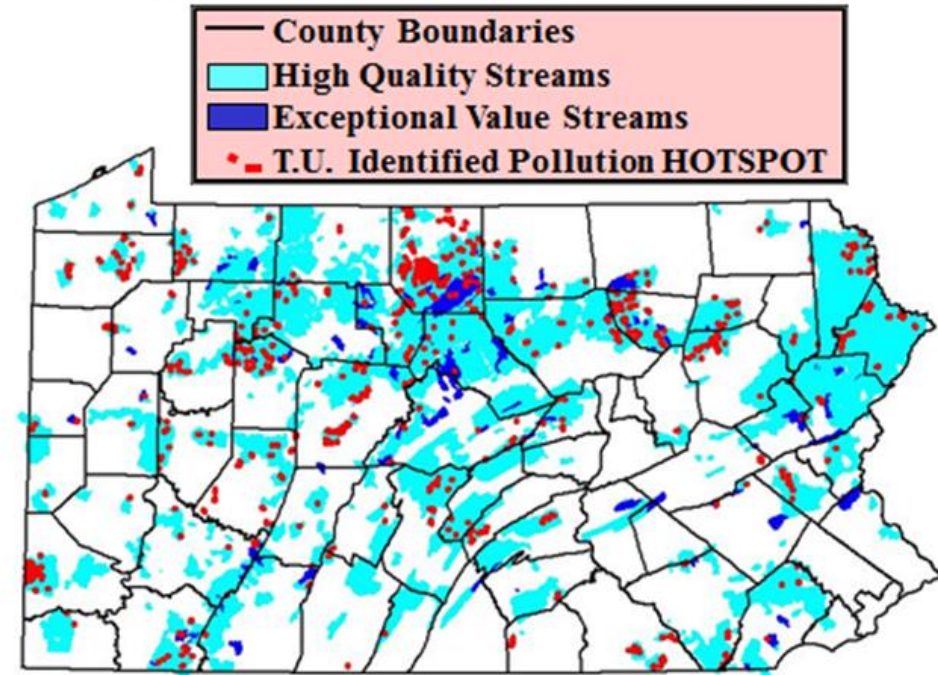 County Boundaries
High Quality Streams
Exceptional Value Streams
T.U. Identified Pollution HOTSPOT